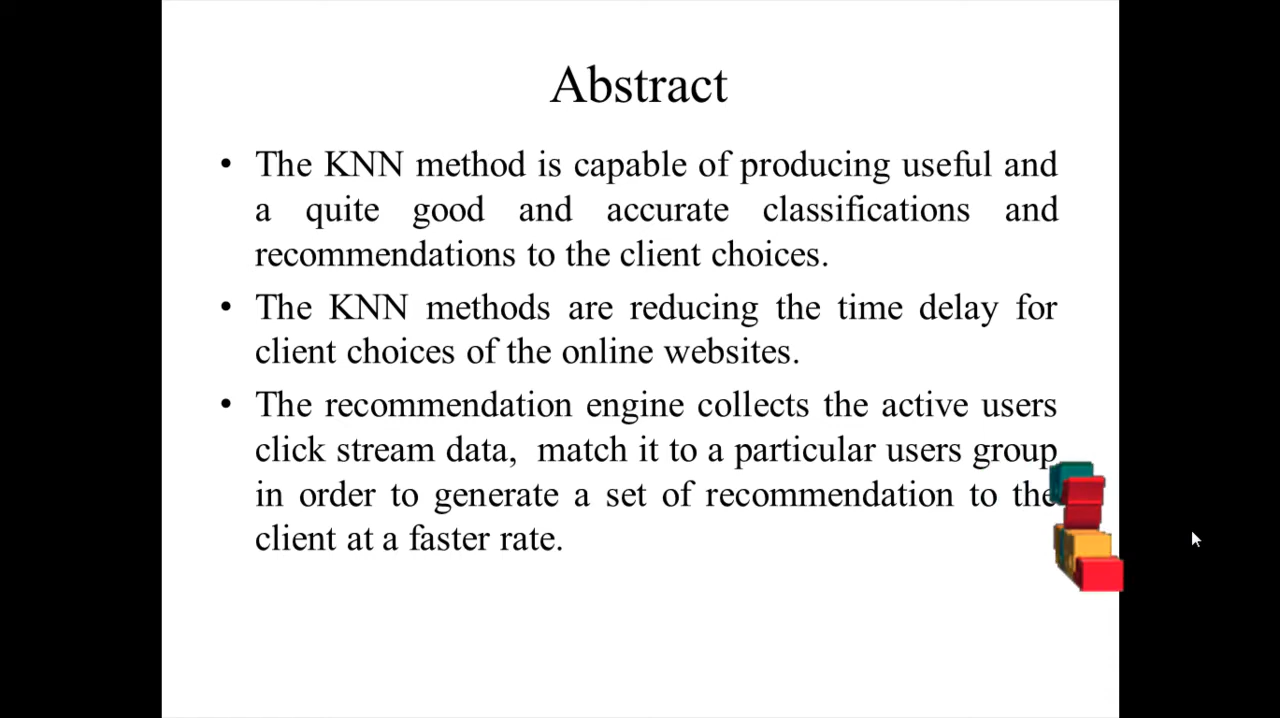 Abstract
• The KNN method is capable of producing useful and
a quite good and accurate classifications and
recommendations to the client choices.
• The KNN methods are reducing the time delay for
client choices of the online websites.
• The recommendation engine collects the active users
click stream data, match it to a particular users group
in order to generate a set of recommendation to the
client at a faster rate.